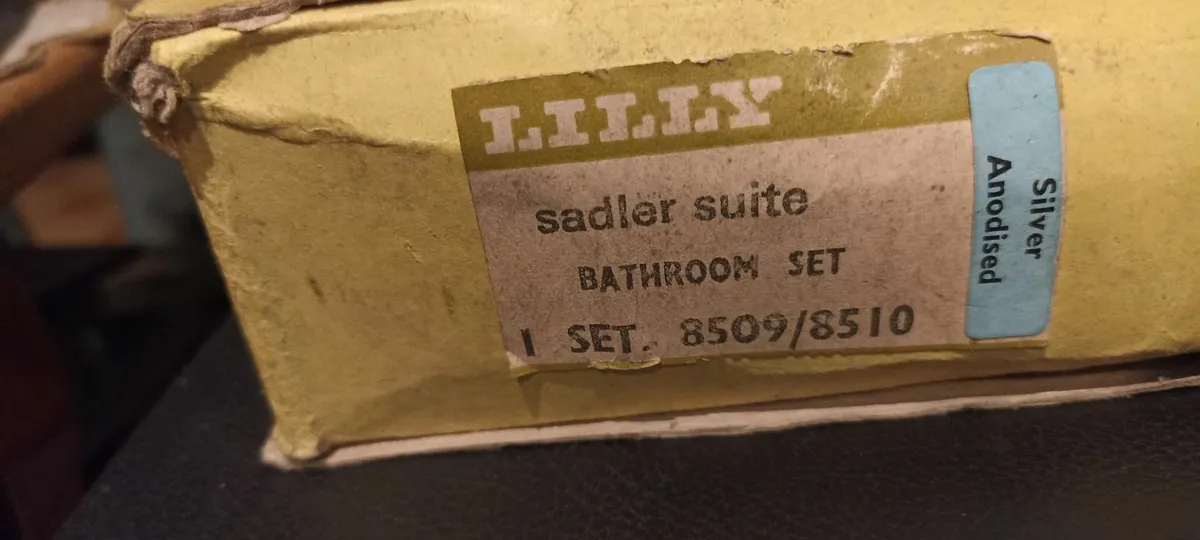 LILLY
sadler suite
BATHROOM SET
1 SET. 8509/8510
Silver
Anodised